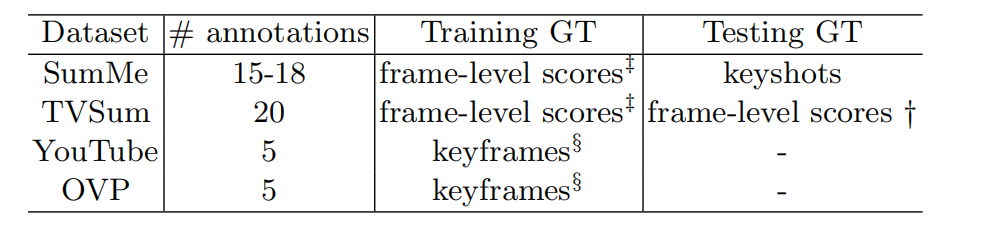 Dataset # annotations Training GT Testing GT
SumMe 15-18 frame-level scores‡ keyshots
TVSum 20 frame-level scores‡ frame-level scores †
YouTube 5 keyframes§ -
OVP 5 keyframes§ -